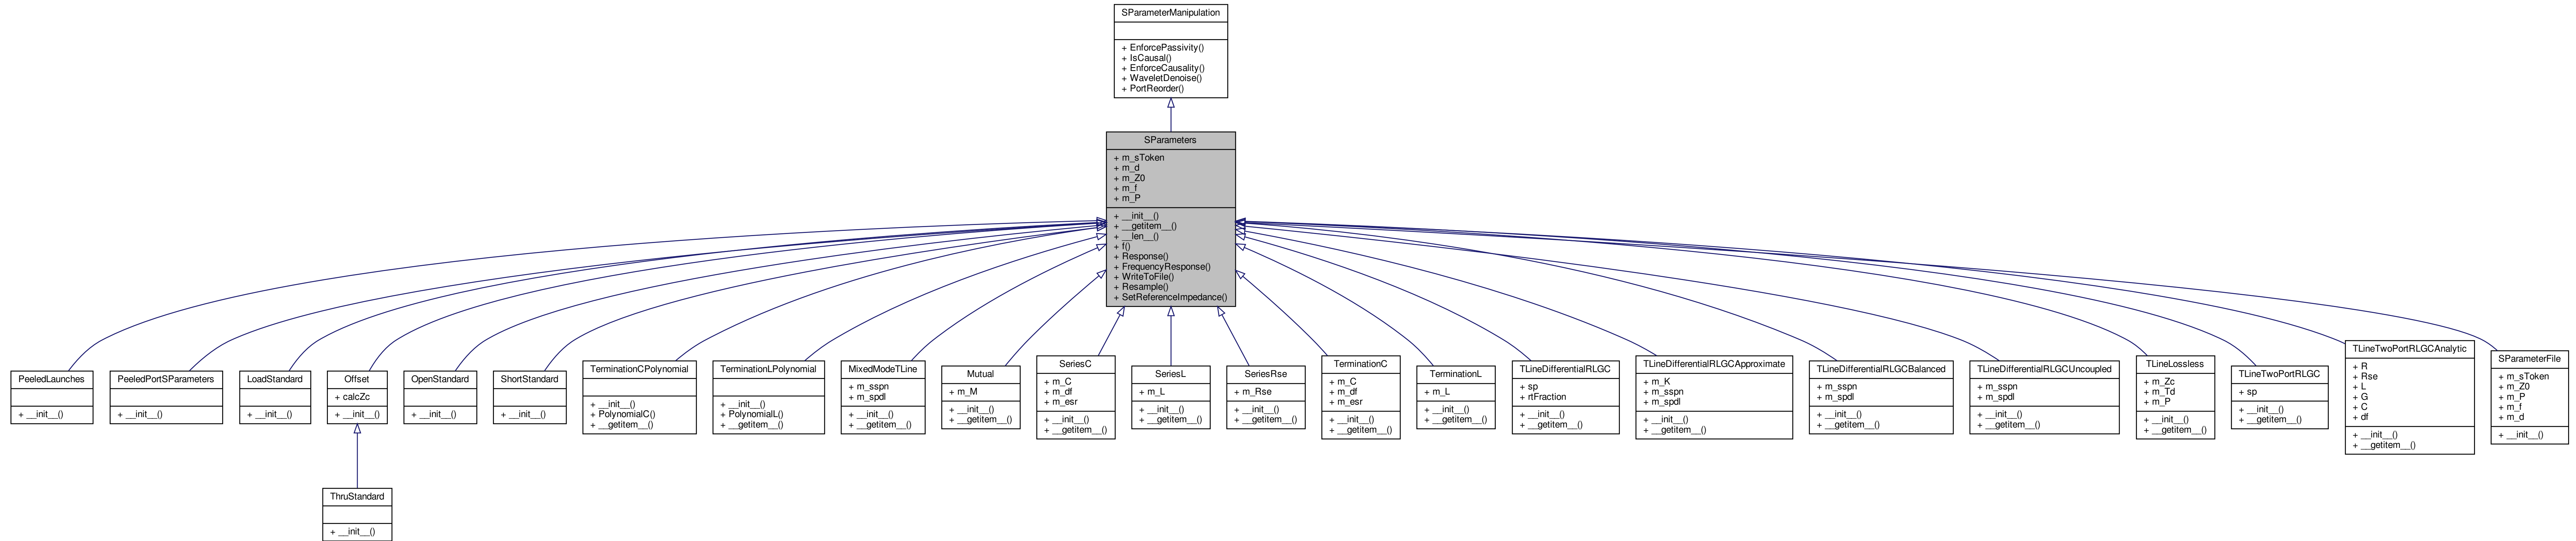 SParameterManipulation
+ EnforcePassivity()
+ IsCausal()
+ EnforceCausality()
+ WaveletDenoise()
+ PortReorder()
SParameters
+ m_sToken
+ m_d
+ m_Z0
+ m_f
+ m_P
+ __init__()
+ __getitem__()
+ __len__()
+ f()
+ Response()
+ FrequencyResponse()
+ WriteToFile()
+ Resample()
+ SetReferenceImpedance()
PeeledLaunches
+ __init__()
PeeledPortSParameters
+ __init__()
LoadStandard
+ __init__()
Offset
+ calcZc
+ __init__()
OpenStandard
+ __init__()
ShortStandard
+ __init__()
TerminationCPolynomial
+ __init__()
+ PolynomialC()
+ __getitem__()
TerminationLPolynomial
+ __init__()
+ PolynomialL()
+ __getitem__()
MixedModeTLine
+ m_sspn
+ m_spdl
+ __init__()
+ __getitem__()
Mutual
+ m_M
+ __init__()
+ __getitem__()
SeriesC
+ m_C
+ m_df
+ m_esr
+ __init__()
+ __getitem__()
SeriesL
+ m_L
+ __init__()
+ __getitem__()
SeriesRse
+ m_Rse
+ __init__()
+ __getitem__()
TerminationC
+ m_C
+ m_df
+ m_esr
+ __init__()
+ __getitem__()
TerminationL
+ m_L
+ __init__()
+ __getitem__()
TLineDifferentialRLGC
+ sp
+ rtFraction
+ __init__()
+ __getitem__()
TLineDifferentialRLGCApproximate
+ m_K
+ m_sspn
+ m_spdl
+ __init__()
+ __getitem__()
TLineDifferentialRLGCBalanced
+ m_sspn
+ m_spdl
+ __init__()
+ __getitem__()
TLineDifferentialRLGCUncoupled
+ m_sspn
+ m_spdl
+ __init__()
+ __getitem__()
TLineLossless
+ m_Zc
+ m_Td
+ m_P
+ __init__()
+ __getitem__()
TLineTwoPortRLGC
+ sp
+ __init__()
+ __getitem__()
TLineTwoPortRLGCAnalytic
+ R
+ Rse
+ L
+ G
+ C
+ df
+ __init__()
+ __getitem__()
SParameterFile
+ m_sToken
+ m_Z0
+ m_P
+ m_f
+ m_d
+ __init__()
ThruStandard
+ __init__()